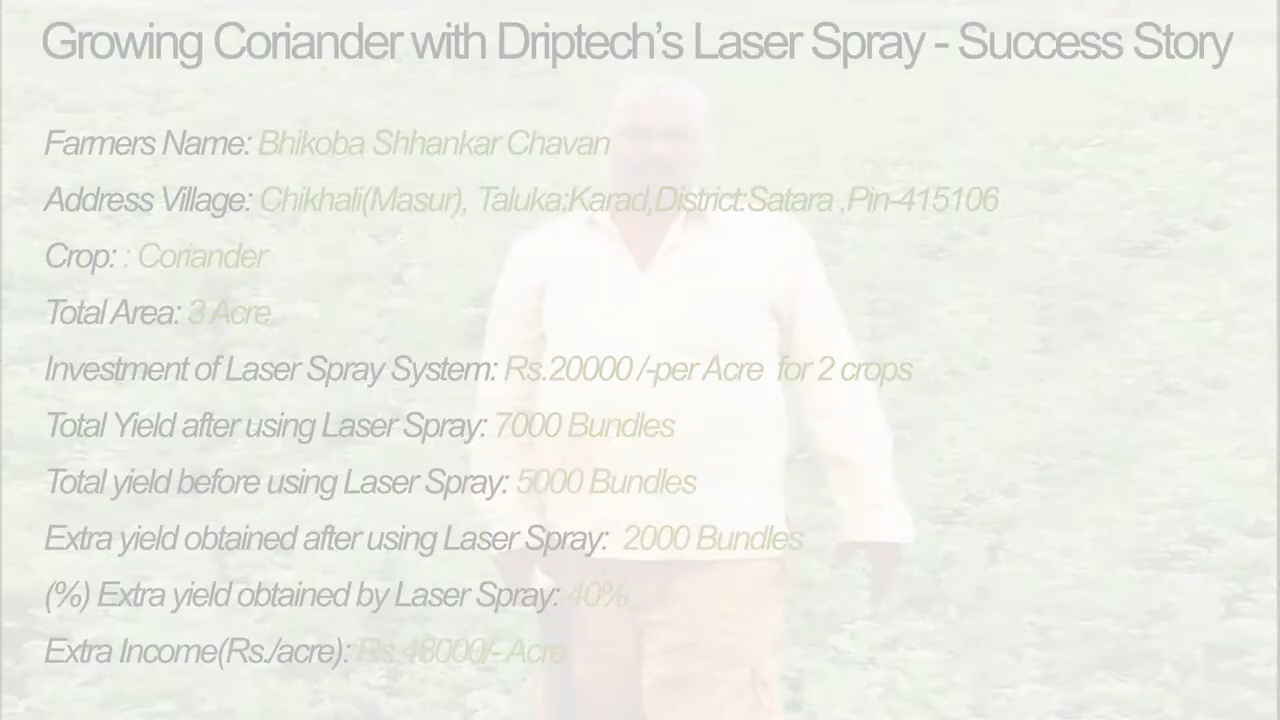 Growing Coriander with Driptech's Laser Spray - Success Story
Farmers Name: Bhikoba Shhankar Chavan
Address Village: Chikhali(Masur), Taluka:Karad,District:Satara ,Pin-415106
Crop: : Coriander
Total Area: 3 Acre
Investment of Laser Spray System: Rs.20000 /-per Acre for 2 crops
Total Yield after using Laser Spray: 7000 Bundles
Total yield before using Laser Spray: 5000 Bundles
Extra yield obtained after using Laser Spray: 2000 Bundles
(%) Extra yield obtained by Laser Spray: 40%
Extra Income(Rs./acre): Rs.48000/- Acre